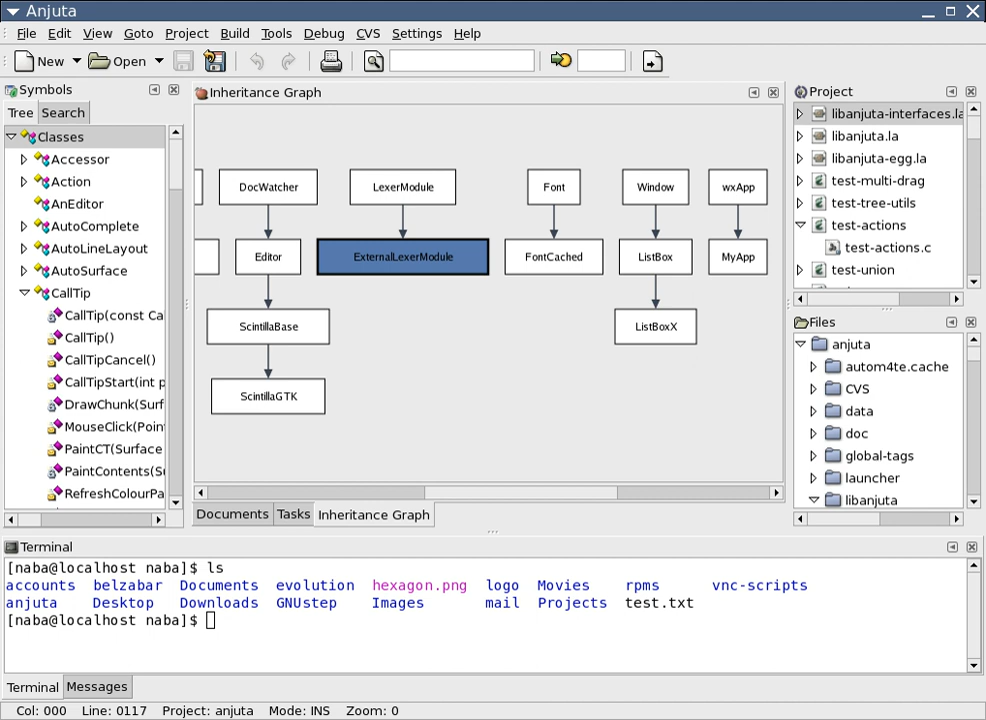 Anjuta
File Edit View Goto Project Build Tools Debug CVS Settings Help
New Open
Symbols
Tree Search
Classes
Accessor
Action
AnEditor
AutoComplete
AutoLineLayout
AutoSurface
CallTip
CallTip(const Ca
CallTip()
CallTipCancel()
CallTipStart(int p
DrawChunk(Surf
MouseClick(Poin
PaintCT(Surface
PaintContents(Su
RefreshColourPa
Inheritance Graph
DocWatcher LexerModule Font Window wxApp
Editor ExternalLexerModule FontCached ListBox MyApp
ScintillaBase ListBoxX
ScintillaGTK
Documents Tasks Inheritance Graph
Project
libanjuta-interfaces.la
libanjuta.la
libanjuta-egg.la
test-multi-drag
test-tree-utils
test-actions
test-actions.c
test-union
Files
anjuta
autom4te.cache
CVS
data
doc
global-tags
launcher
libanjuta
Terminal
[naba@localhost naba]$ ls
accounts belzabar Documents evolution hexagon.png logo Movies rpms vnc-scripts
anjuta Desktop Downloads GNUstep Images mail Projects test.txt
[naba@localhost naba]$
Terminal Messages
Col: 000 Line: 0117 Project: anjuta Mode: INS Zoom: 0